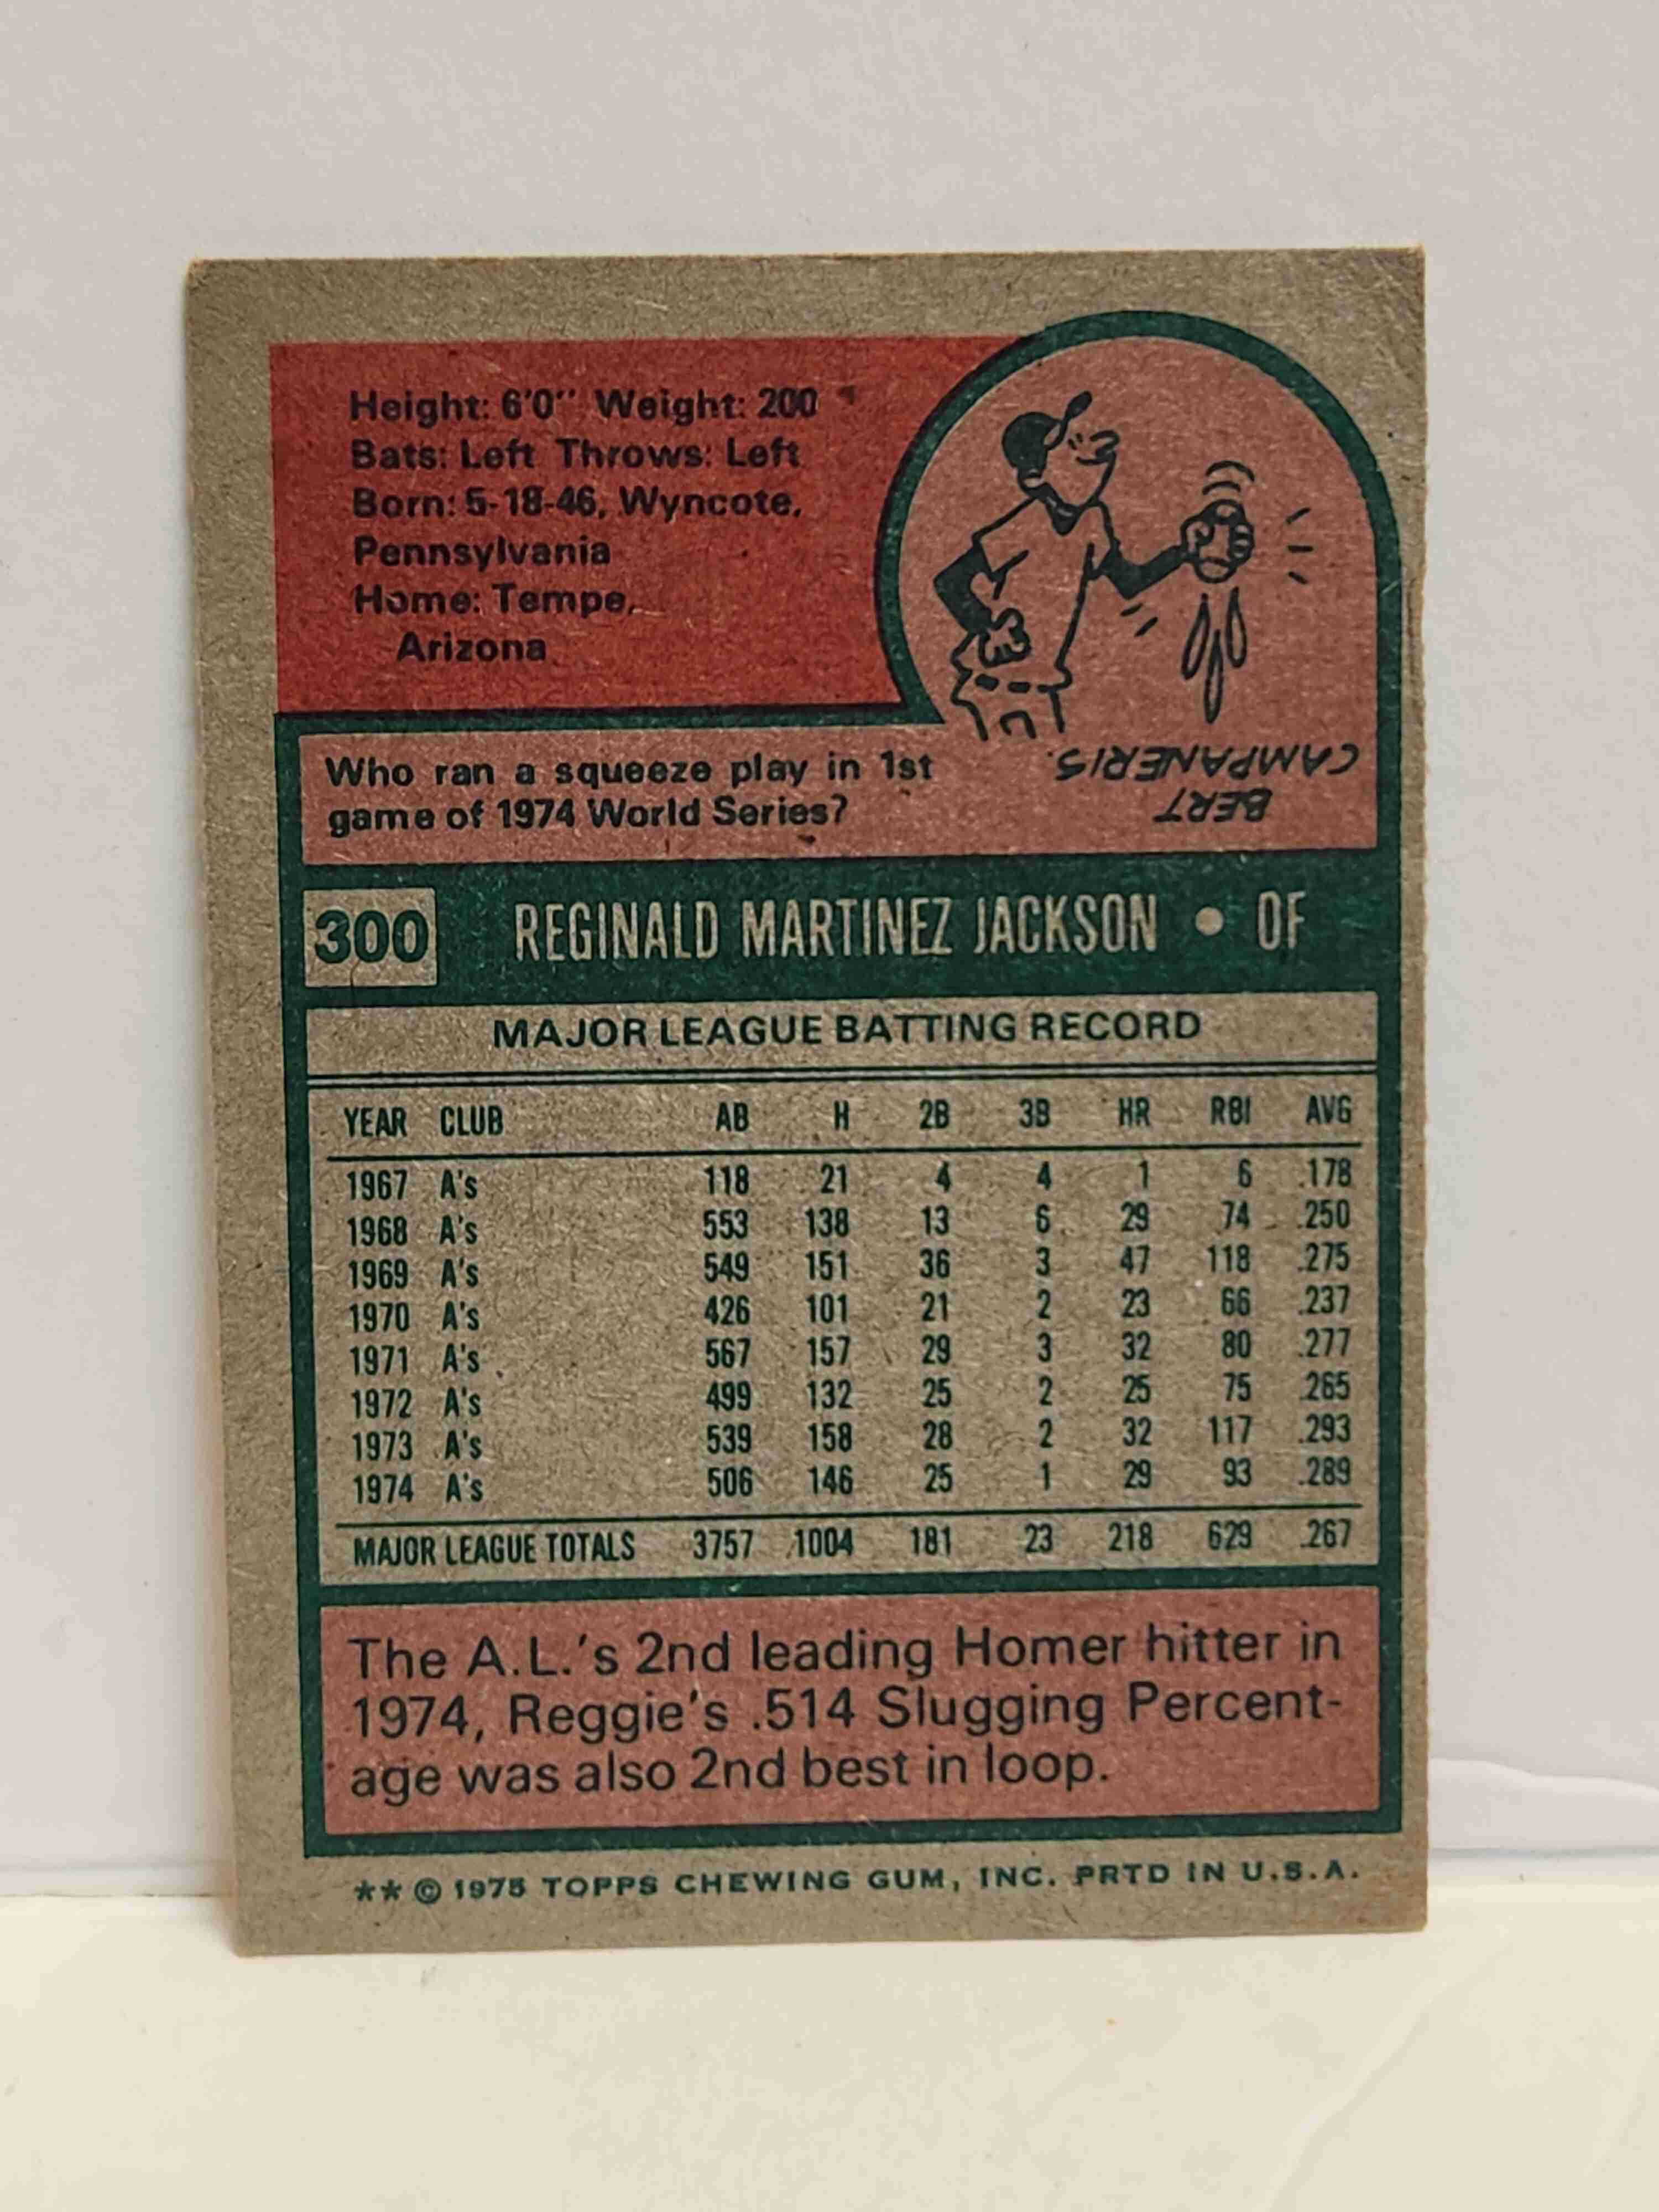 Height: 6'0" Weight: 200
Bats: Left Throws: Left
Born: 5-18-46, Wyncote,
Pennsylvania
Home: Tempe,
Arizona
Who ran a squeeze play in 1st
game of 1974 World Series?
BERT
CAMPANERIS.
300 REGINALD MARTINEZ JACKSON • OF
MAJOR LEAGUE BATTING RECORD
YEAR CLUB AB H 2B 3B HR RBI AVG
1967 A's 118 21 4 4 1 6 .178
1968 A's 553 138 13 6 29 74 .250
1969 A's 549 151 36 3 47 118 .275
1970 A's 426 101 21 2 23 66 .237
1971 A's 567 157 29 3 32 80 .277
1972 A's 499 132 25 2 25 75 .265
1973 A's 539 158 28 2 32 117 .293
1974 A's 506 146 25 1 29 93 .289
MAJOR LEAGUE TOTALS 3757 1004 181 23 218 629 .267
The A.L.'s 2nd leading Homer hitter in
1974, Reggie's .514 Slugging Percent-
age was also 2nd best in loop.
** © 1975 TOPPS CHEWING GUM, INC. PRTD IN U.S.A.